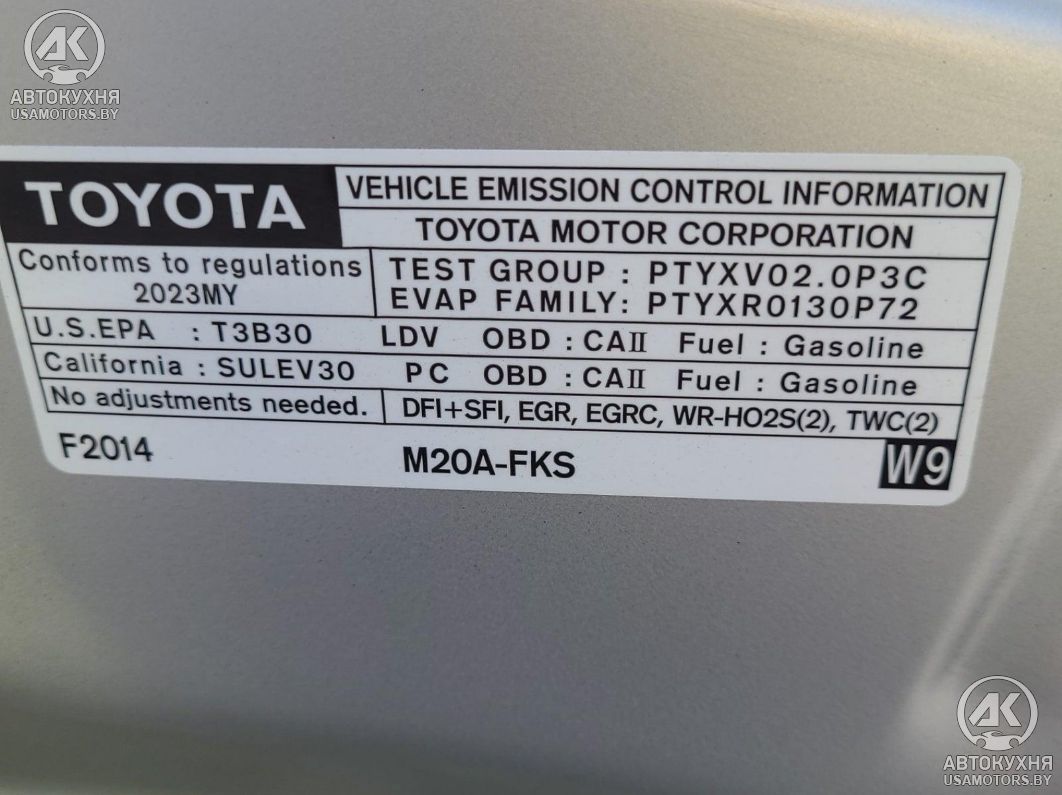 AK
АВТОКУХНЯ
USAMOTORS.BY
TOYOTA
VEHICLE EMISSION CONTROL INFORMATION
TOYOTA MOTOR CORPORATION
Conforms to regulations
2023MY
TEST GROUP : PTYXV02.0P3C
EVAP FAMILY: PTYXR0130P72
U.S.EPA : T3B30 LDV OBD : CAII Fuel : Gasoline
California : SULEV30 PC OBD : CAII Fuel : Gasoline
No adjustments needed. DFI+SFI, EGR, EGRC, WR-HO2S(2), TWC(2)
F2014 M20A-FKS W9
AK
АВТОКУХНЯ
USAMOTORS.BY